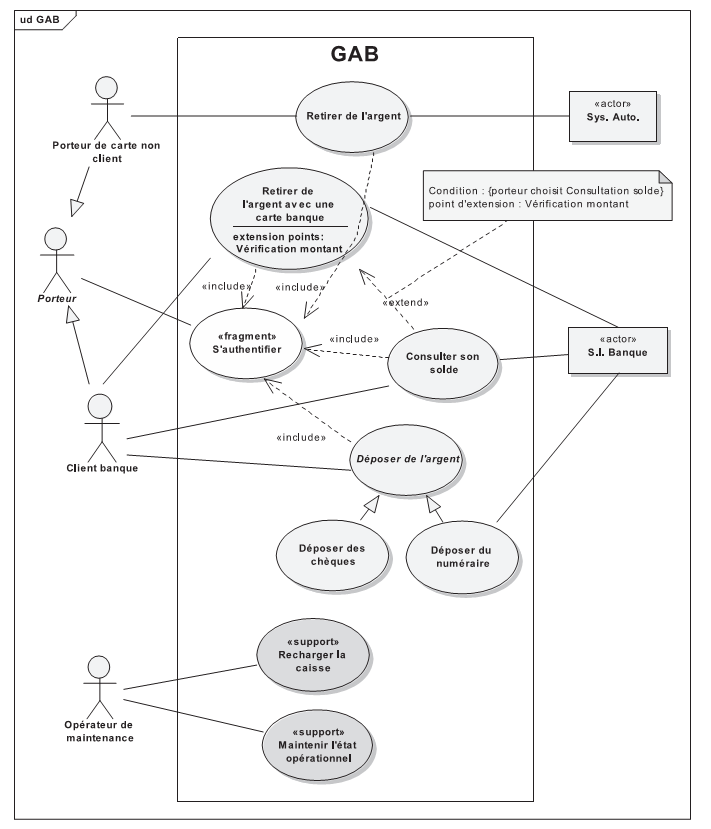 ud GAB
GAB
Retirer de l'argent
«actor»
Sys. Auto.
Porteur de carte non
client
Condition : {porteur choisit Consultation solde}
point d'extension : Vérification montant
Retirer de
l'argent avec une
carte banque
extension points:
Vérification montant
Porteur
«include»
«include»
«extend»
«fragment»
S'authentifier
«include»
Consulter son
solde
«actor»
S.I. Banque
Client banque
«include»
Déposer de l'argent
Déposer des
chèques
Déposer du
numéraire
«support»
Recharger la
caisse
Opérateur de
maintenance
«support»
Maintenir l'état
opérationnel